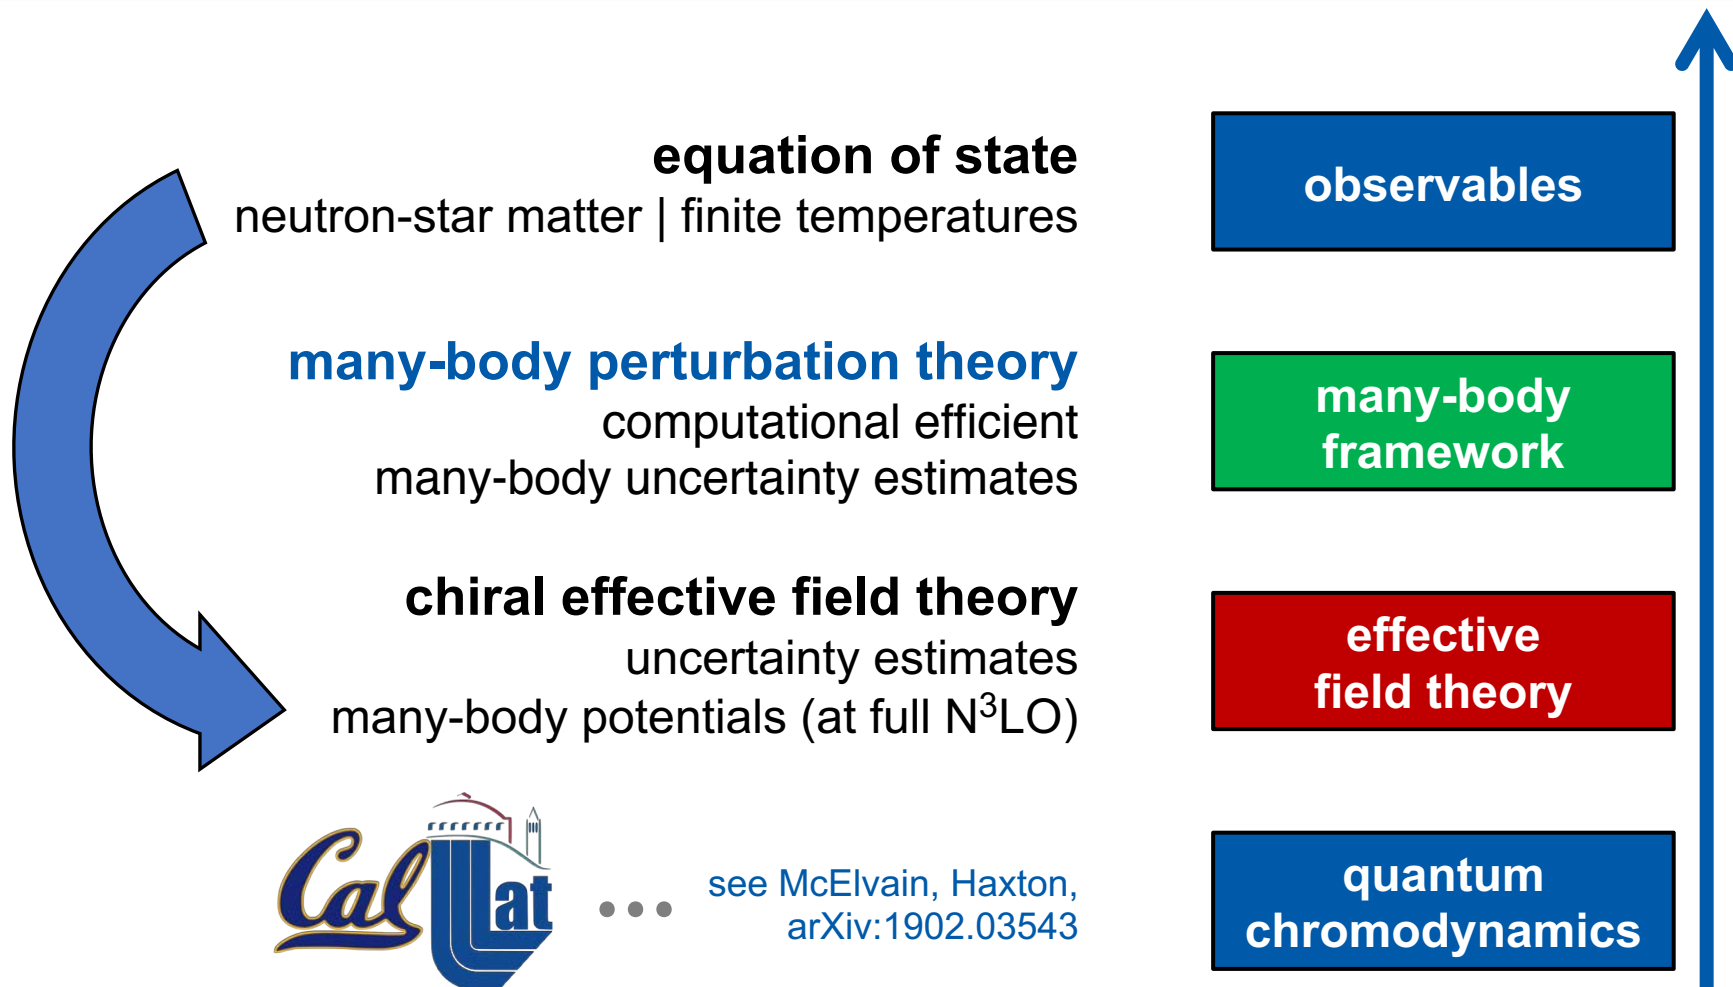 equation of state
neutron-star matter | finite temperatures
observables
many-body perturbation theory
computational efficient
many-body uncertainty estimates
many-body
framework
chiral effective field theory
uncertainty estimates
many-body potentials (at full N³LO)
effective
field theory
Cal Lat
...
see McElvain, Haxton,
arXiv:1902.03543
quantum
chromodynamics